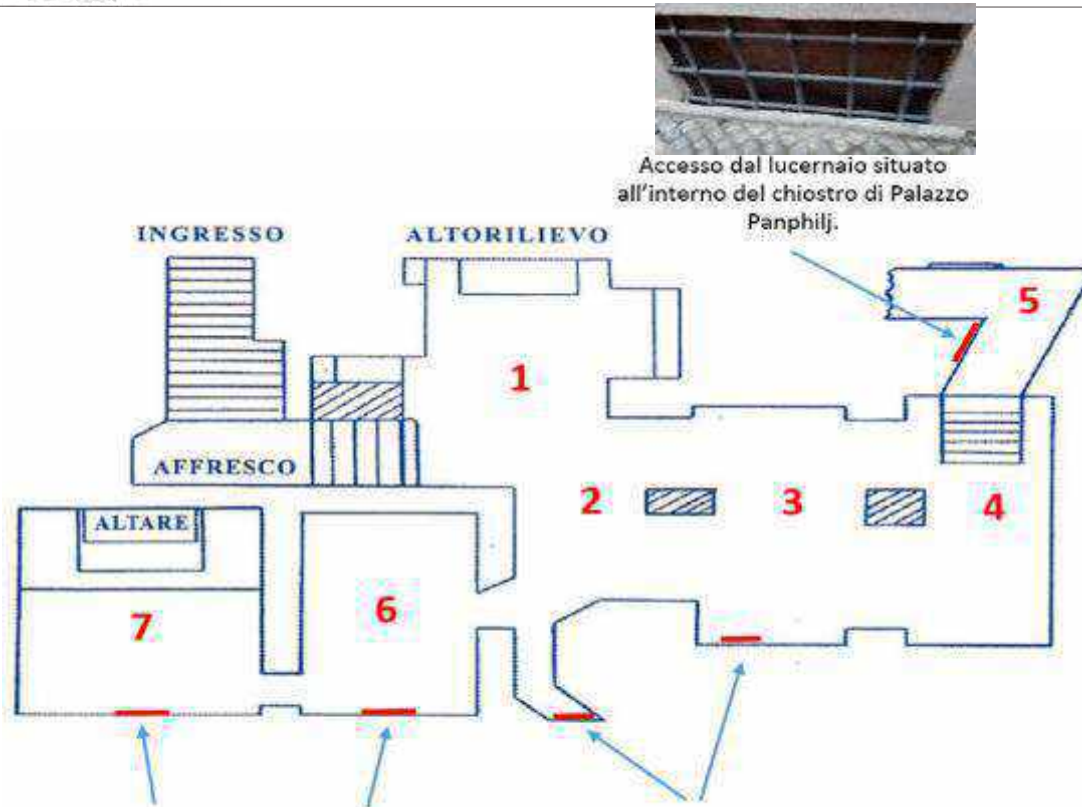 Accesso dal lucernaio situato
all'interno del chiostro di Palazzo
Panphilj.
INGRESSO
ALTORILIEVO
5
1
AFFRESCO
2
3
4
ALTARE
6
7